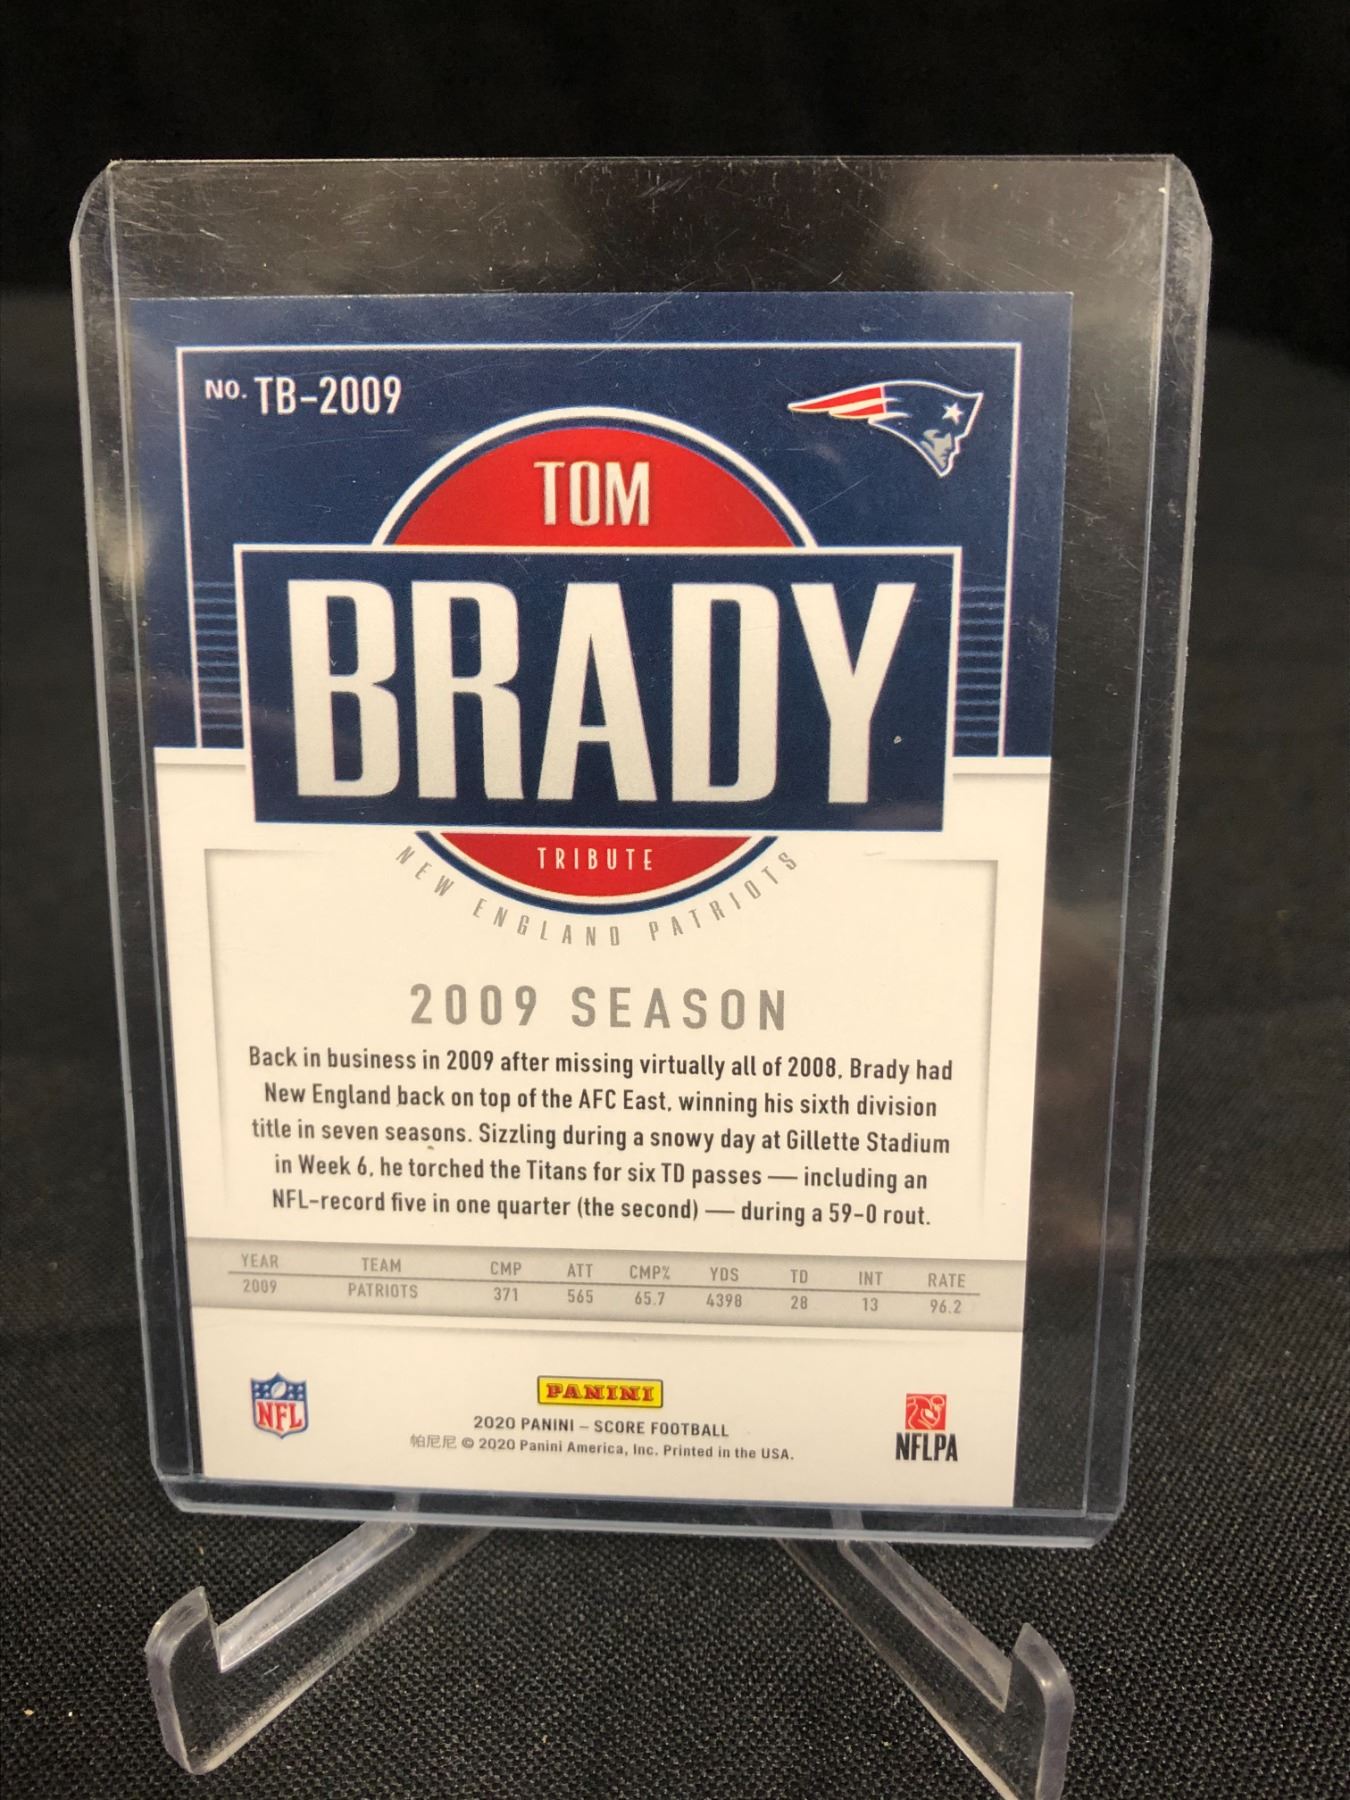 NO. TB-2009
TOM
BRADY
TRIBUTE
NEW ENGLAND PATRIOTS
2009 SEASON
Back in business in 2009 after missing virtually all of 2008, Brady had
New England back on top of the AFC East, winning his sixth division
title in seven seasons. Sizzling during a snowy day at Gillette Stadium
in Week 6, he torched the Titans for six TD passes — including an
NFL-record five in one quarter (the second) — during a 59-0 rout.
YEAR TEAM CMP ATT CMP% YDS TD INT RATE
2009 PATRIOTS 371 565 65.7 4398 28 13 96.2
NFL
PANINI
2020 PANINI – SCORE FOOTBALL
帕尼尼 © 2020 Panini America, Inc. Printed in the USA.
NFLPA